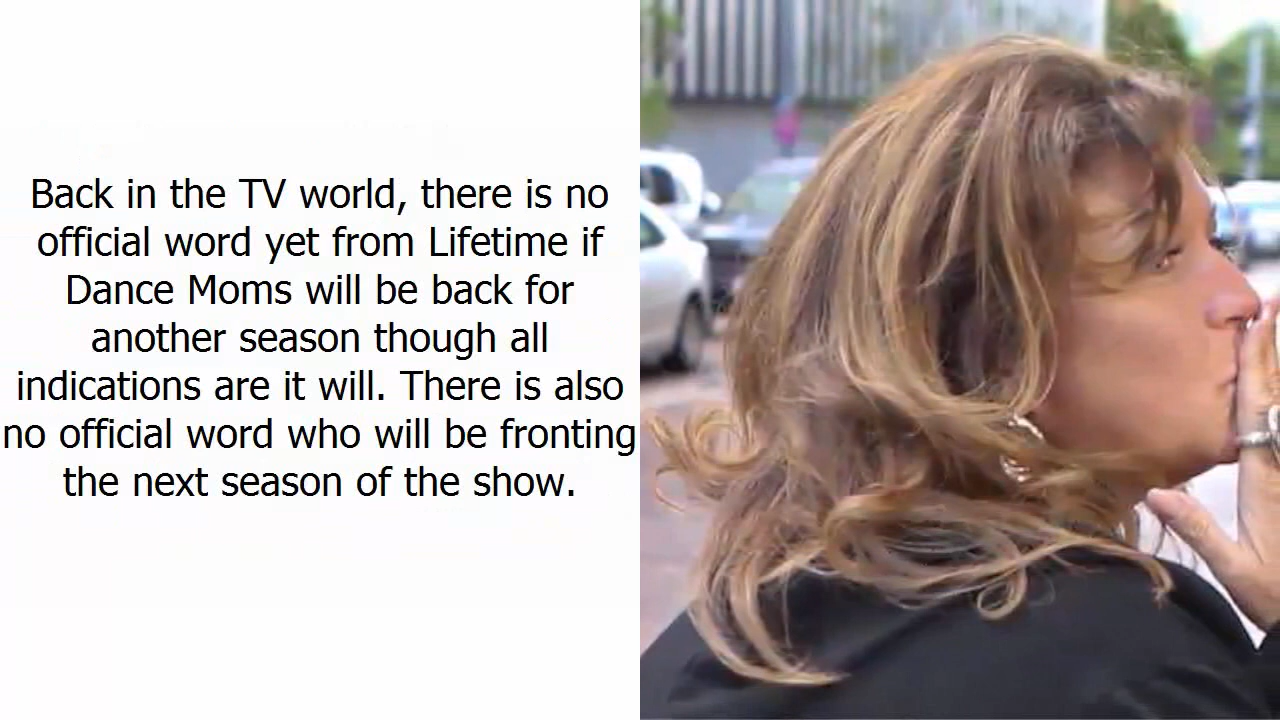 Back in the TV world, there is no
official word yet from Lifetime if
Dance Moms will be back for
another season though all
indications are it will. There is also
no official word who will be fronting
the next season of the show.